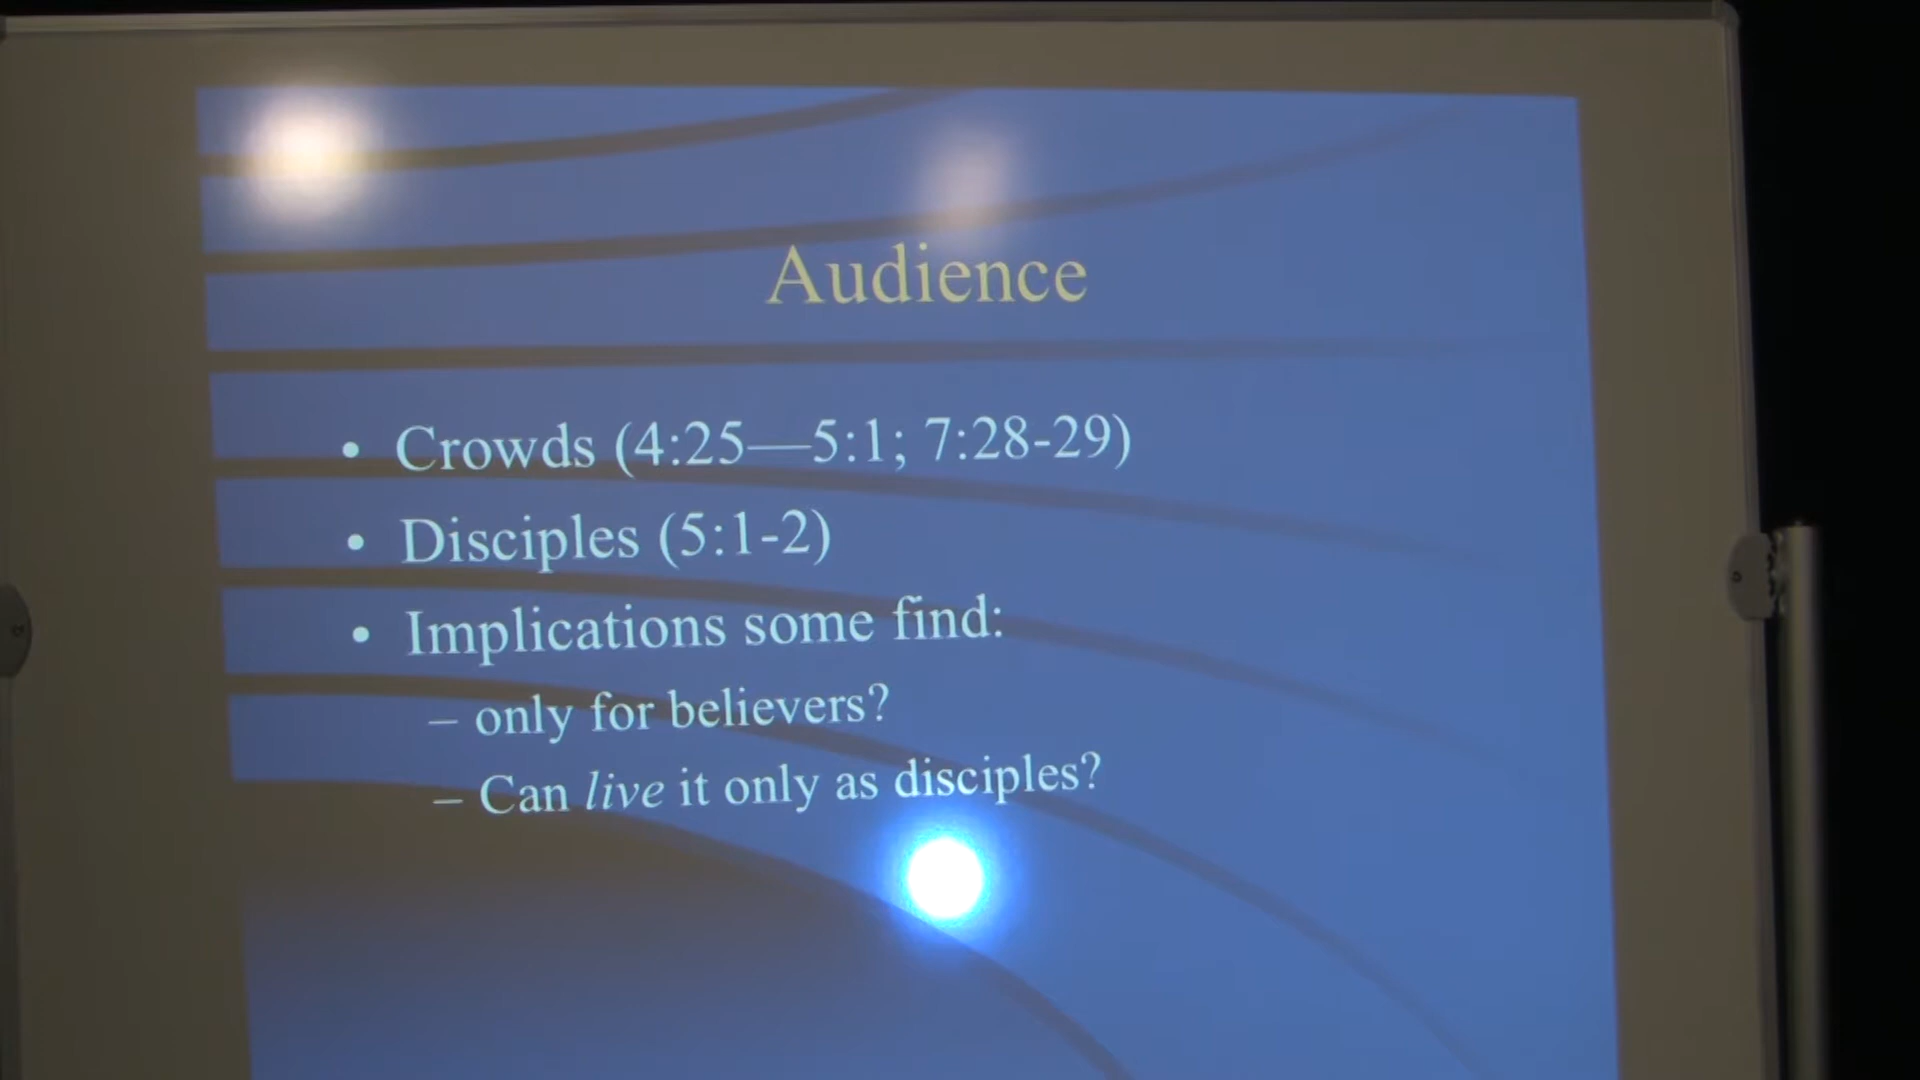 Audience
• Crowds (4:25—5:1; 7:28-29)
• Disciples (5:1-2)
• Implications some find:
– only for believers?
– Can live it only as disciples?